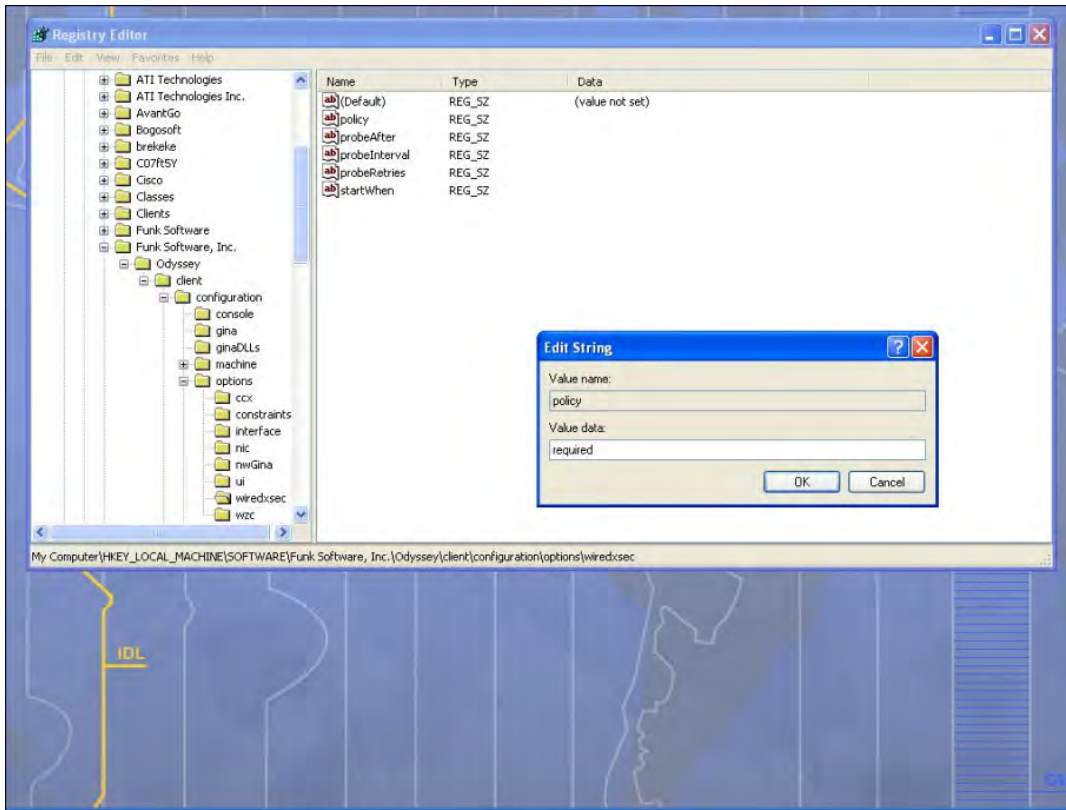 Registry Editor
File Edit View Favorites Help
ATI Technologies
ATI Technologies Inc.
AvantGo
Bogosoft
brekeke
C07ft5Y
Cisco
Classes
Clients
Funk Software
Funk Software, Inc.
Odyssey
client
configuration
console
gina
ginaDLLs
machine
options
ccx
constraints
interface
nic
nwGina
ui
wiredxsec
wzc
Name Type Data
(Default) REG_SZ (value not set)
policy REG_SZ
probeAfter REG_SZ
probeInterval REG_SZ
probeRetries REG_SZ
startWhen REG_SZ
Edit String
Value name:
policy
Value data:
required
OK Cancel
My Computer\HKEY_LOCAL_MACHINE\SOFTWARE\Funk Software, Inc.\Odyssey\client\configuration\options\wiredxsec
IDL